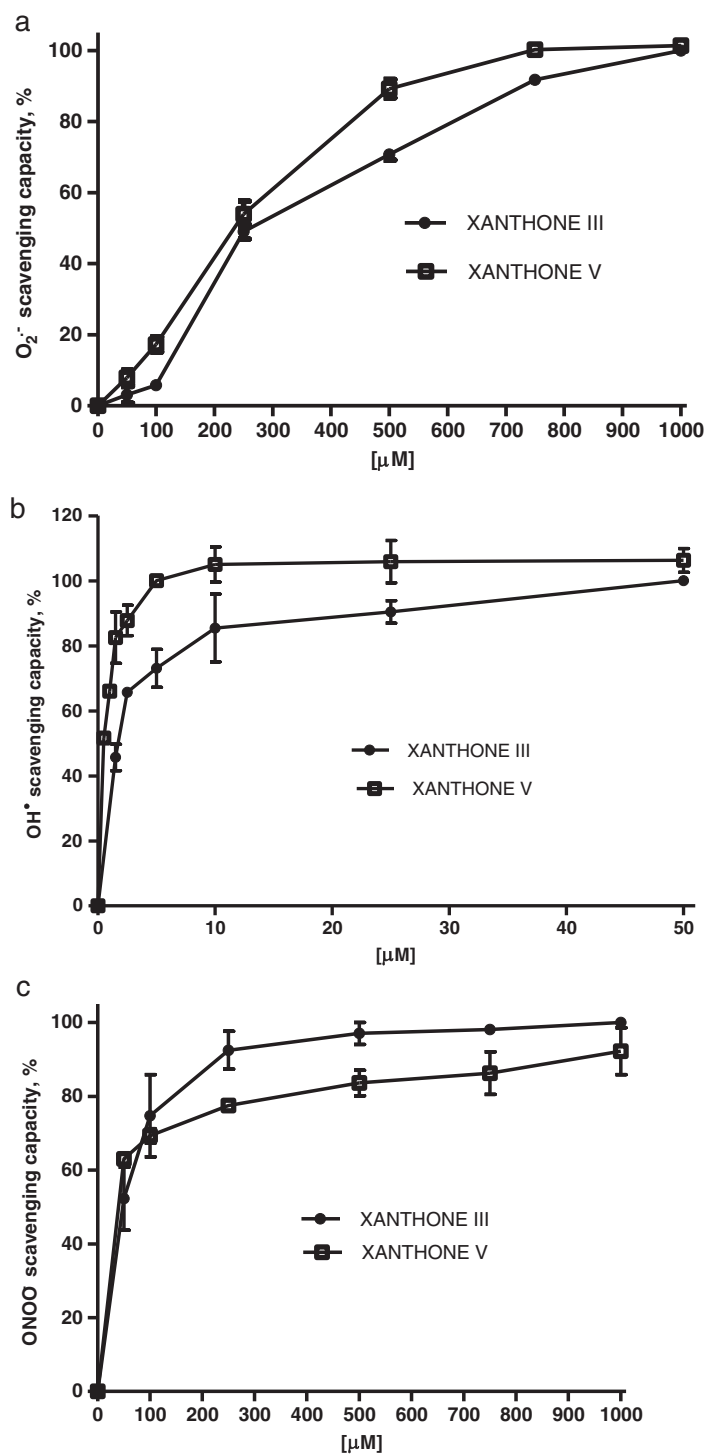 a
O₂·⁻ scavenging capacity, %
100
80
60
40
20
0
XANTHONE III
XANTHONE V
0 100 200 300 400 500 600 700 800 900 1000
[µM]
b
OH• scavenging capacity, %
120
100
80
60
40
20
0
XANTHONE III
XANTHONE V
0 10 20 30 40 50
[µM]
c
ONOO⁻ scavenging capacity, %
100
80
60
40
20
0
XANTHONE III
XANTHONE V
0 100 200 300 400 500 600 700 800 900 1000
[µM]